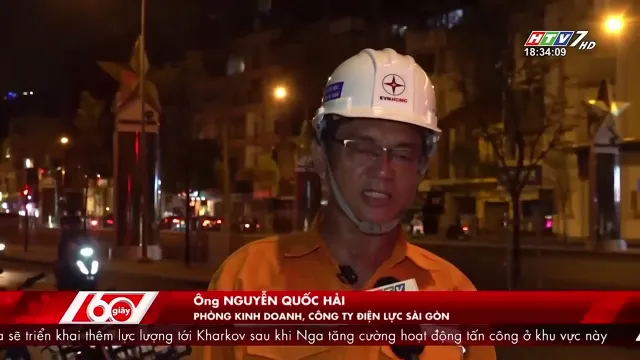 HTV7 HD
18:34:09
EVNHCMC
60 giây
Ông NGUYỄN QUỐC HẢI
PHÒNG KINH DOANH, CÔNG TY ĐIỆN LỰC SÀI GÒN
a sẽ triển khai thêm lực lượng tới Kharkov sau khi Nga tăng cường hoạt động tấn công ở khu vực này